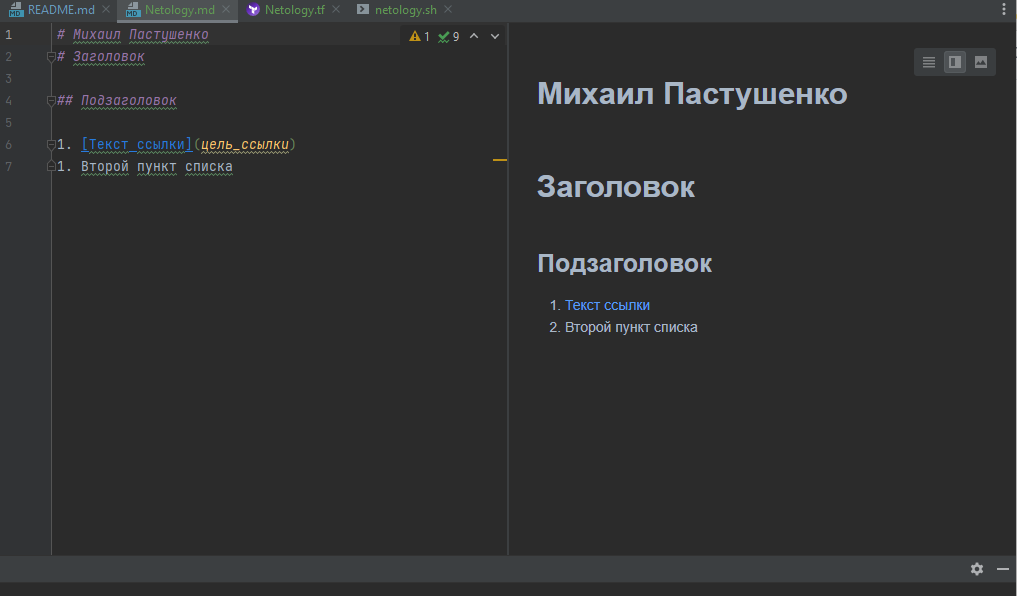 README.md Netology.md Netology.tf netology.sh
1 # Михаил Пастушенко 1 9
2 # Заголовок
3
4 ## Подзаголовок
5
6 1. [Текст ссылки](цель_ссылки)
7 1. Второй пункт списка
Михаил Пастушенко
Заголовок
Подзаголовок
1. Текст ссылки
2. Второй пункт списка